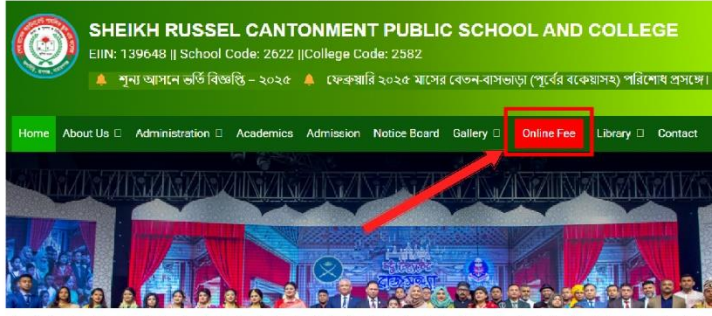 SHEIKH RUSSEL CANTONMENT PUBLIC SCHOOL AND COLLEGE
EIIN: 139648 || School Code: 2622 ||College Code: 2582
শূন্য আসনে ভর্তি বিজ্ঞপ্তি – ২০২৫ ফেব্রুয়ারি ২০২৫ মাসের বেতন-বাসভাড়া (পূর্বের বকেয়াসহ) পরিশোধ প্রসঙ্গে।
Home About Us Administration Academics Admission Notice Board Gallery Online Fee Library Contact